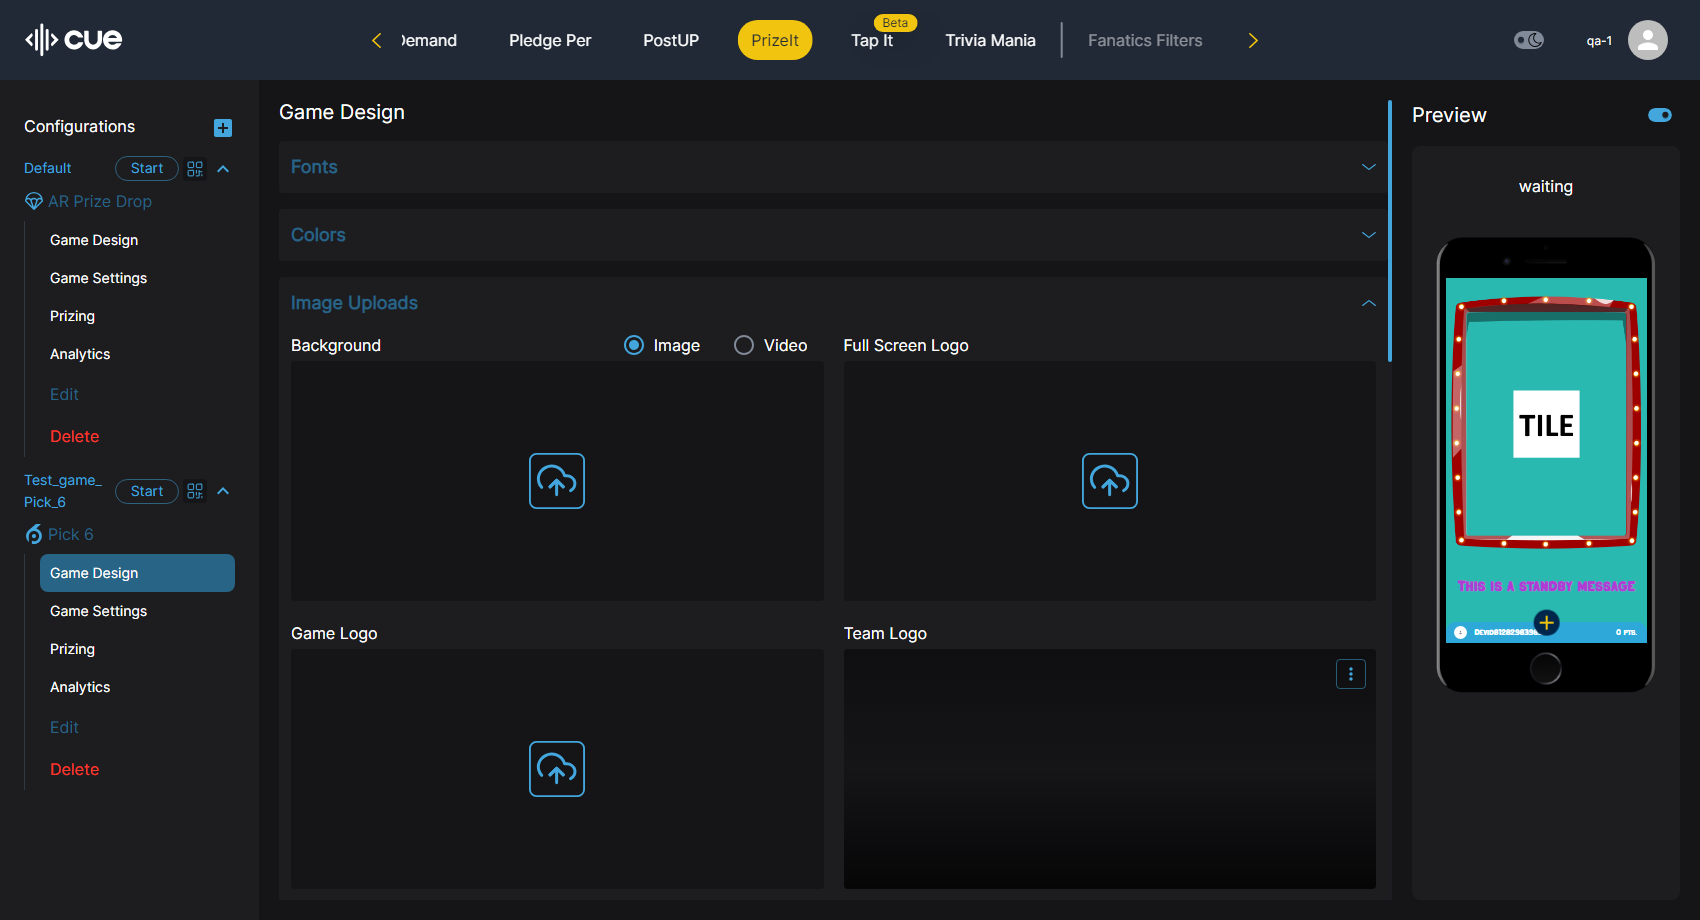 cue
Demand
Pledge Per
PostUP
PrizeIt
Beta
Tap It
Trivia Mania
Fanatics Filters
qa-1
Configurations
Default
Start
AR Prize Drop
Game Design
Game Settings
Prizing
Analytics
Edit
Delete
Test_game_
Pick_6
Start
Pick 6
Game Design
Game Settings
Prizing
Analytics
Edit
Delete
Game Design
Fonts
Colors
Image Uploads
Background
Image
Video
Full Screen Logo
Game Logo
Team Logo
Preview
waiting
TILE
This is a standby message
0 pts.